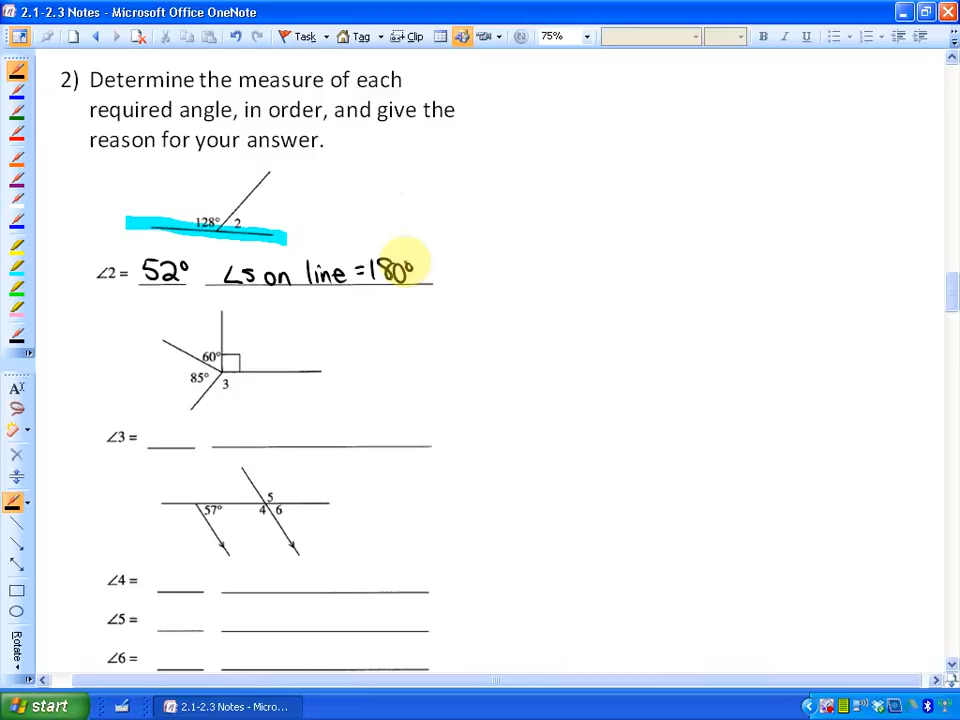 2.1-2.3 Notes - Microsoft Office OneNote
Task Tag Clip 75% B I U
2) Determine the measure of each
required angle, in order, and give the
reason for your answer.
128° 2
∠2 = 52° ∠s on line = 180°
60°
85° 3
∠3 =
5
57° 4 6
∠4 =
∠5 =
∠6 =
A
Rotate
start 2.1-2.3 Notes - Micro...